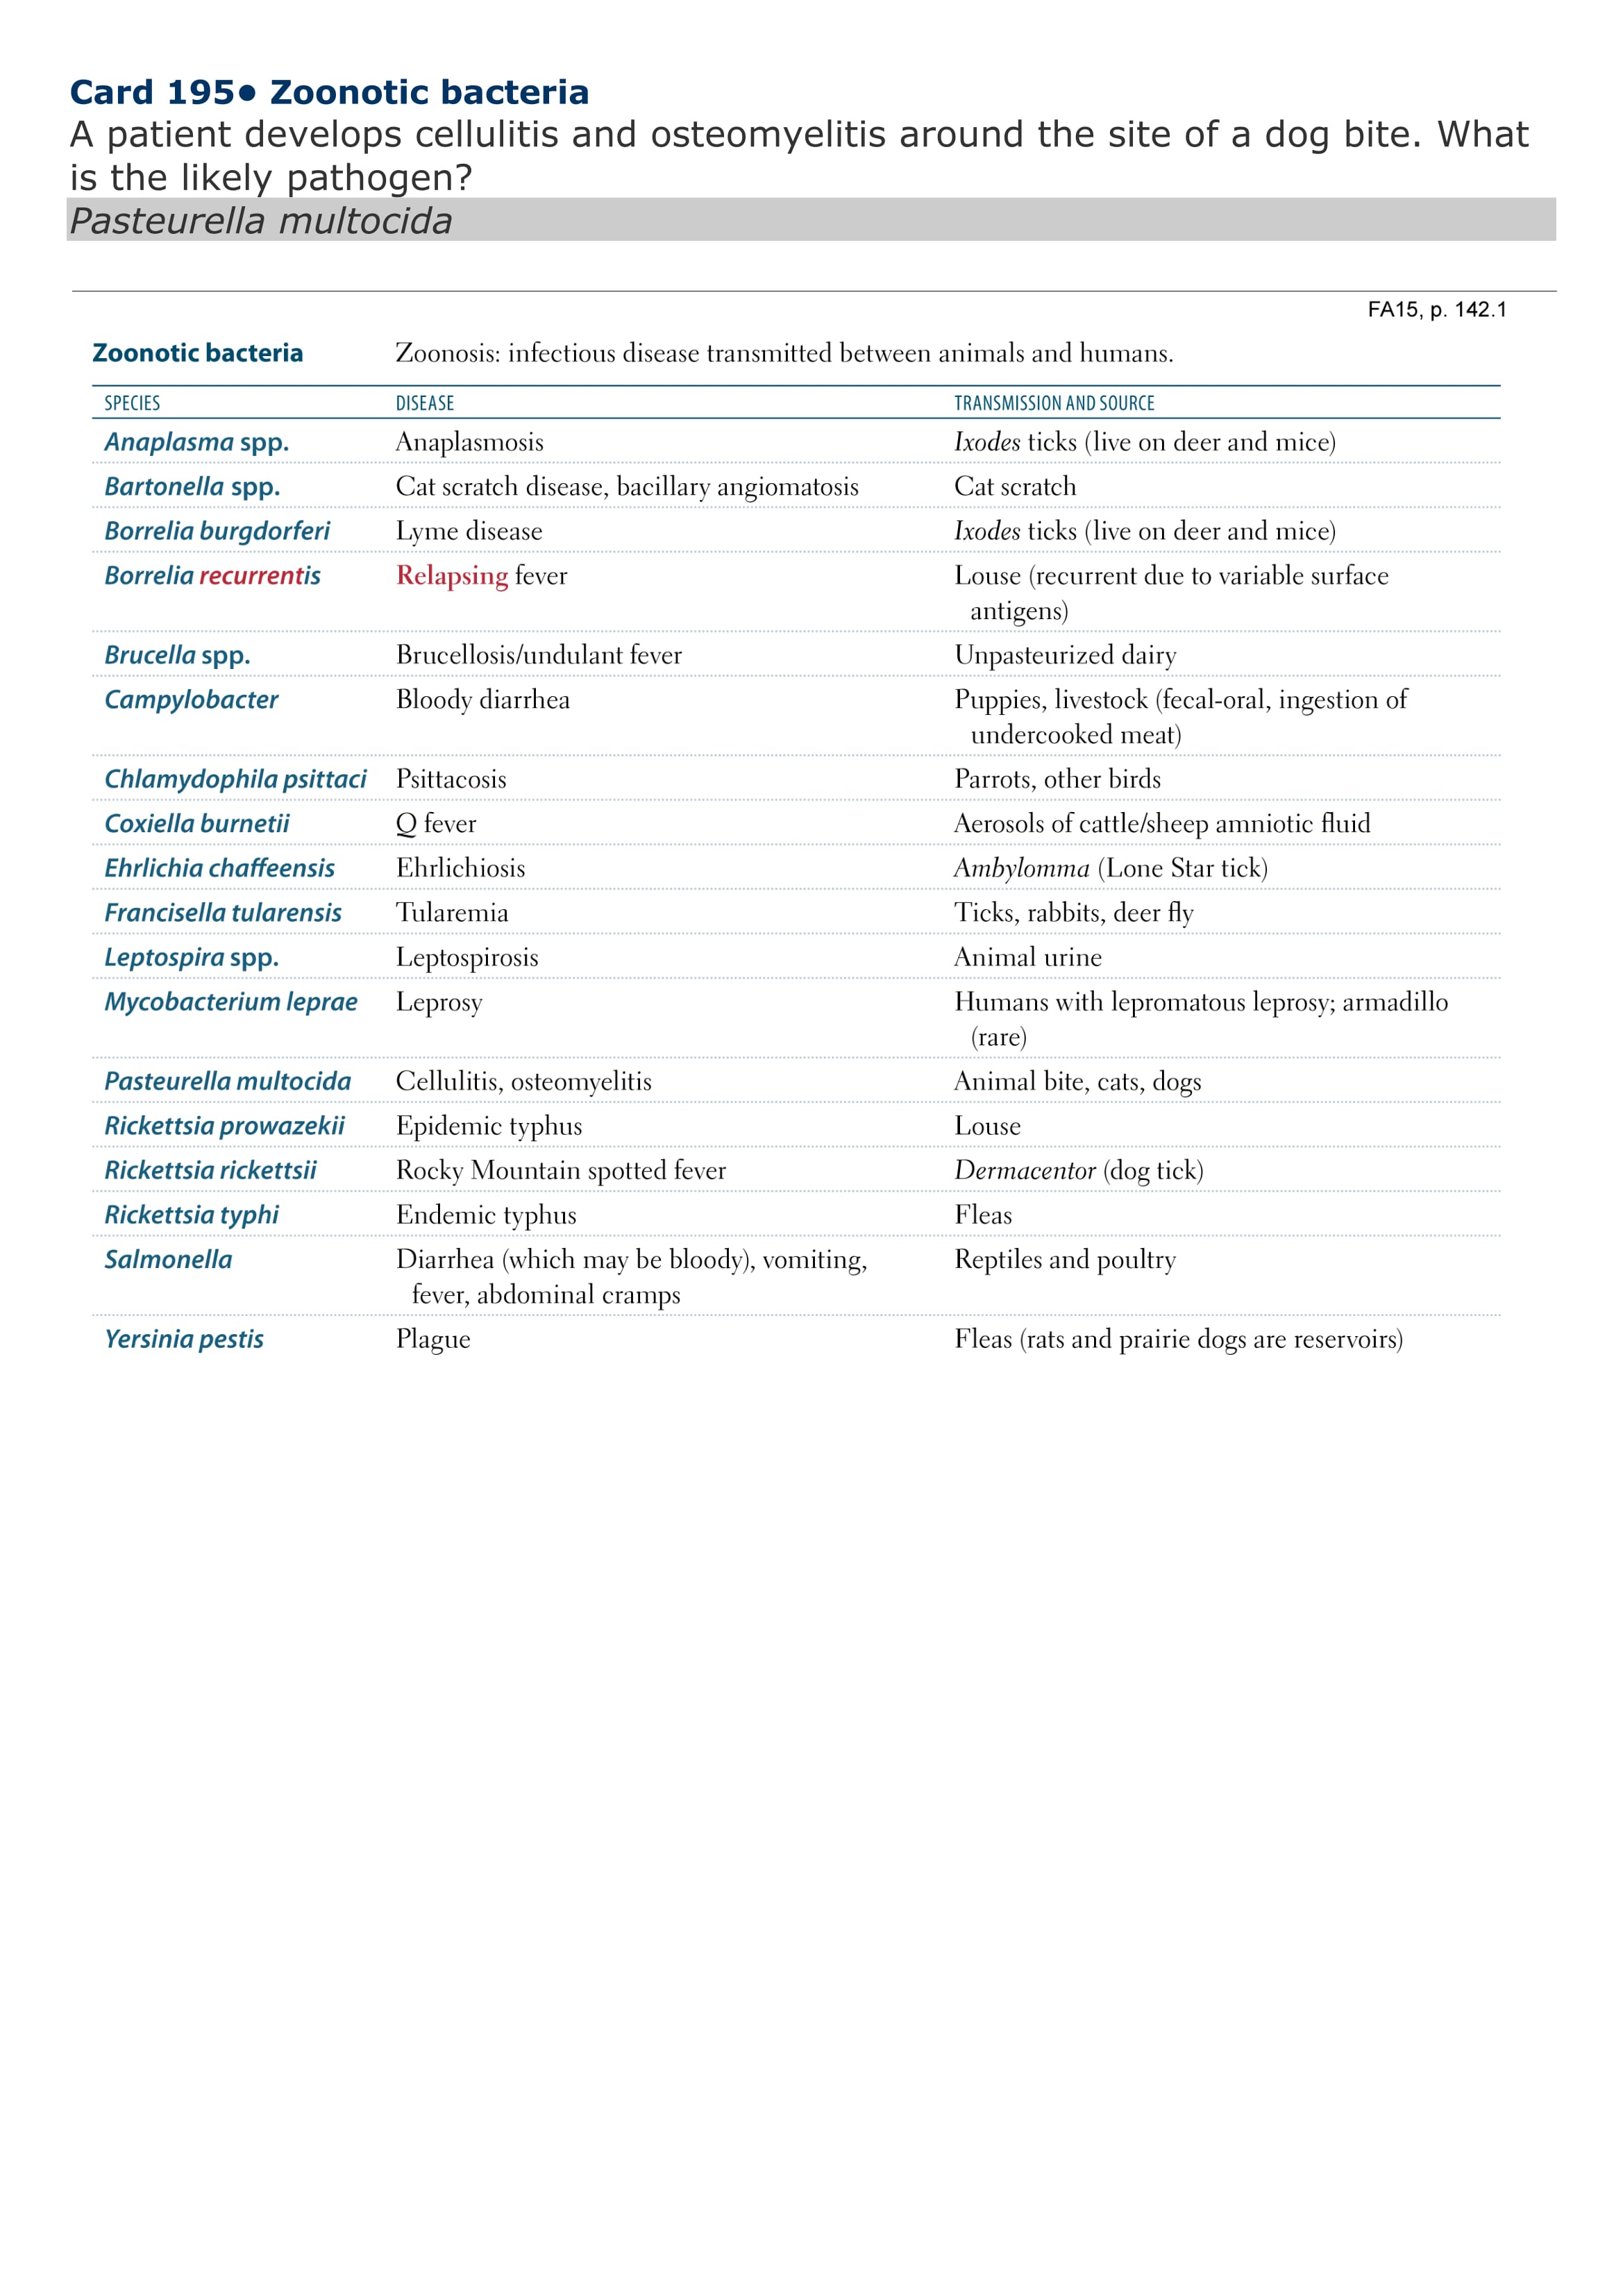 Card 195• Zoonotic bacteria
A patient develops cellulitis and osteomyelitis around the site of a dog bite. What
is the likely pathogen?
Pasteurella multocida
FA15, p. 142.1
Zoonotic bacteria Zoonosis: infectious disease transmitted between animals and humans.
SPECIES DISEASE TRANSMISSION AND SOURCE
Anaplasma spp. Anaplasmosis Ixodes ticks (live on deer and mice)
Bartonella spp. Cat scratch disease, bacillary angiomatosis Cat scratch
Borrelia burgdorferi Lyme disease Ixodes ticks (live on deer and mice)
Borrelia recurrentis Relapsing fever Louse (recurrent due to variable surface
antigens)
Brucella spp. Brucellosis/undulant fever Unpasteurized dairy
Campylobacter Bloody diarrhea Puppies, livestock (fecal-oral, ingestion of
undercooked meat)
Chlamydophila psittaci Psittacosis Parrots, other birds
Coxiella burnetii Q fever Aerosols of cattle/sheep amniotic fluid
Ehrlichia chaffeensis Ehrlichiosis Ambylomma (Lone Star tick)
Francisella tularensis Tularemia Ticks, rabbits, deer fly
Leptospira spp. Leptospirosis Animal urine
Mycobacterium leprae Leprosy Humans with lepromatous leprosy; armadillo
(rare)
Pasteurella multocida Cellulitis, osteomyelitis Animal bite, cats, dogs
Rickettsia prowazekii Epidemic typhus Louse
Rickettsia rickettsii Rocky Mountain spotted fever Dermacentor (dog tick)
Rickettsia typhi Endemic typhus Fleas
Salmonella Diarrhea (which may be bloody), vomiting, Reptiles and poultry
fever, abdominal cramps
Yersinia pestis Plague Fleas (rats and prairie dogs are reservoirs)